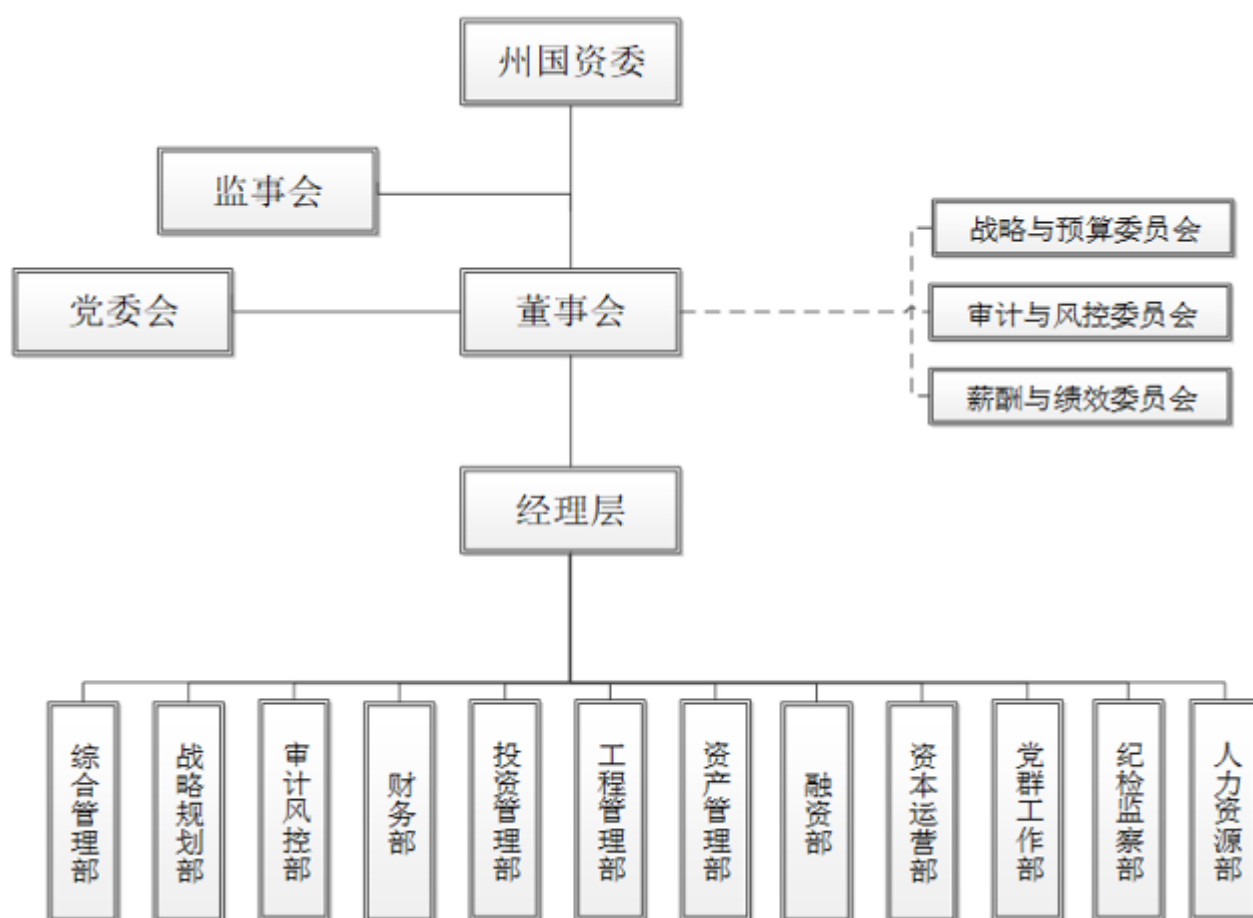 州国资委
监事会
战略与预算委员会
党委会
董事会
审计与风控委员会
薪酬与绩效委员会
经理层
综合管理部
战略规划部
审计风控部
财务部
投资管理部
工程管理部
资产管理部
融资部
资本运营部
党群工作部
纪检监察部
人力资源部